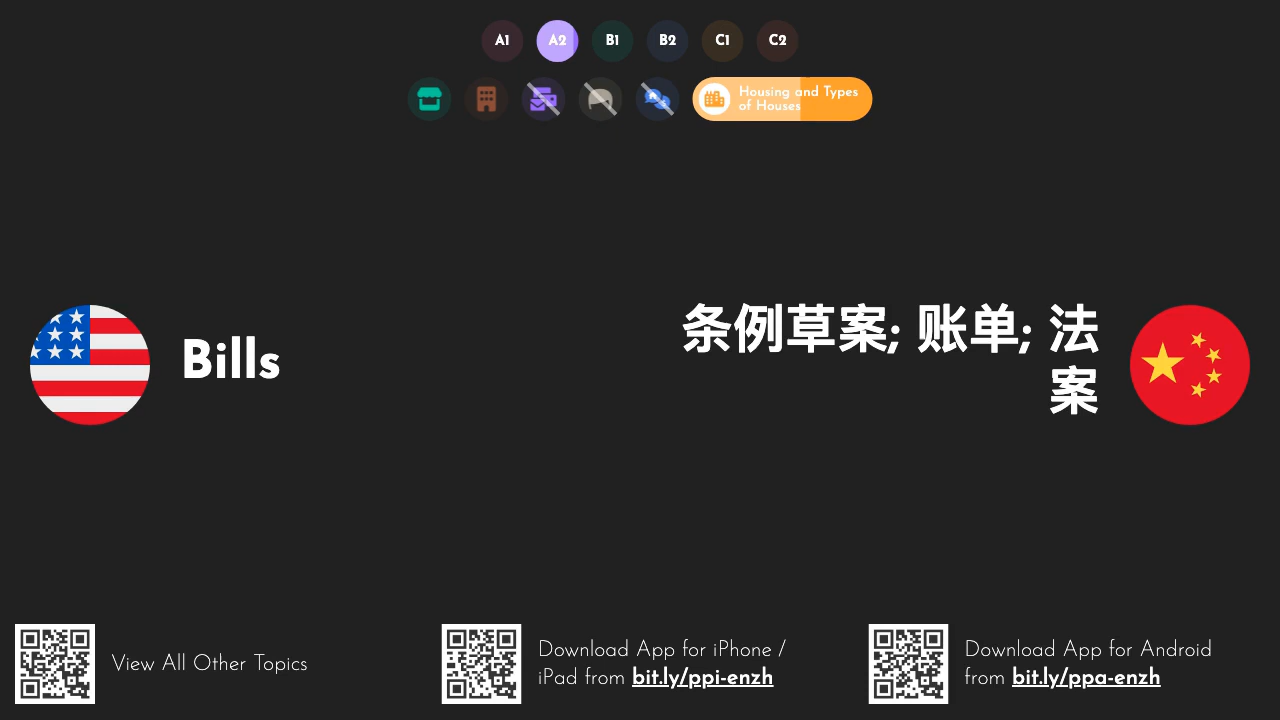 A1 A2 B1 B2 C1 C2
Housing and Types
of Houses
Bills
条例草案; 账单; 法
案
View All Other Topics
Download App for iPhone /
iPad from bit.ly/ppi-enzh
Download App for Android
from bit.ly/ppa-enzh